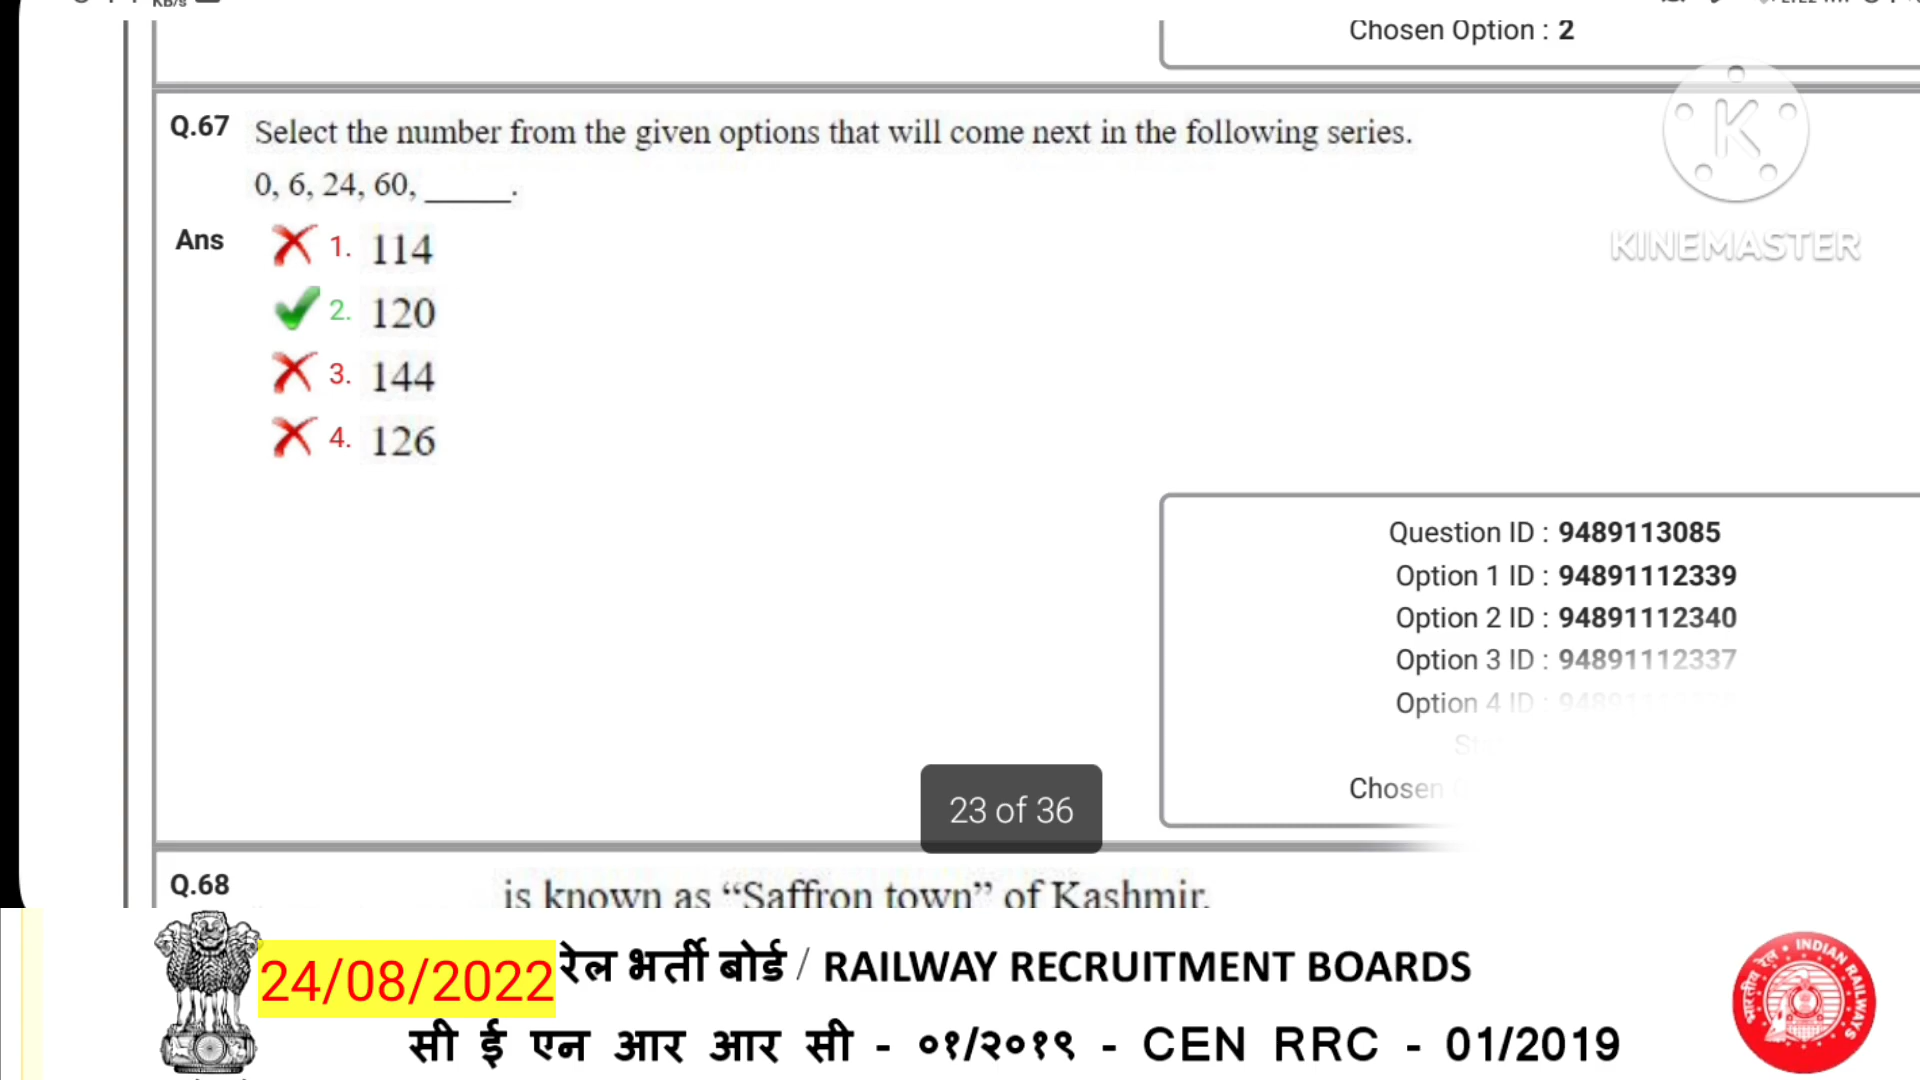 KB/s
Chosen Option : 2
Q.67 Select the number from the given options that will come next in the following series.
0, 6, 24, 60, _____.
Ans 1. 114
2. 120
3. 144
4. 126
KINEMASTER
Question ID : 9489113085
Option 1 ID : 94891112339
Option 2 ID : 94891112340
Option 3 ID : 94891112337
Option 4 ID :
Chosen
23 of 36
Q.68 is known as “Saffron town” of Kashmir.
24/08/2022 रेल भर्ती बोर्ड / RAILWAY RECRUITMENT BOARDS
सी ई एन आर आर सी - ०१/२०१९ - CEN RRC - 01/2019
भारतीय रेल INDIAN RAILWAYS